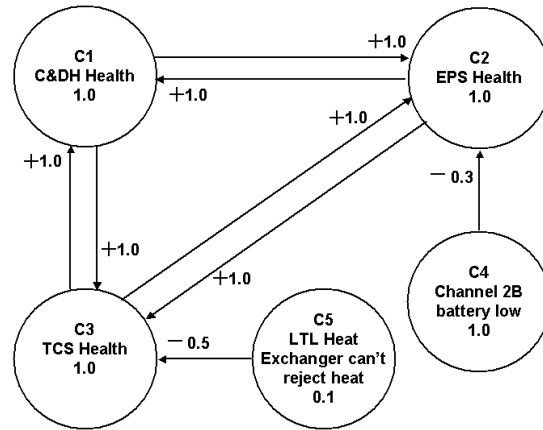 C1
C&DH Health
1.0
+1.0
+1.0
C2
EPS Health
1.0
+1.0
+1.0
+1.0
+1.0
− 0.3
C3
TCS Health
1.0
− 0.5
C5
LTL Heat
Exchanger can't
reject heat
0.1
C4
Channel 2B
battery low
1.0